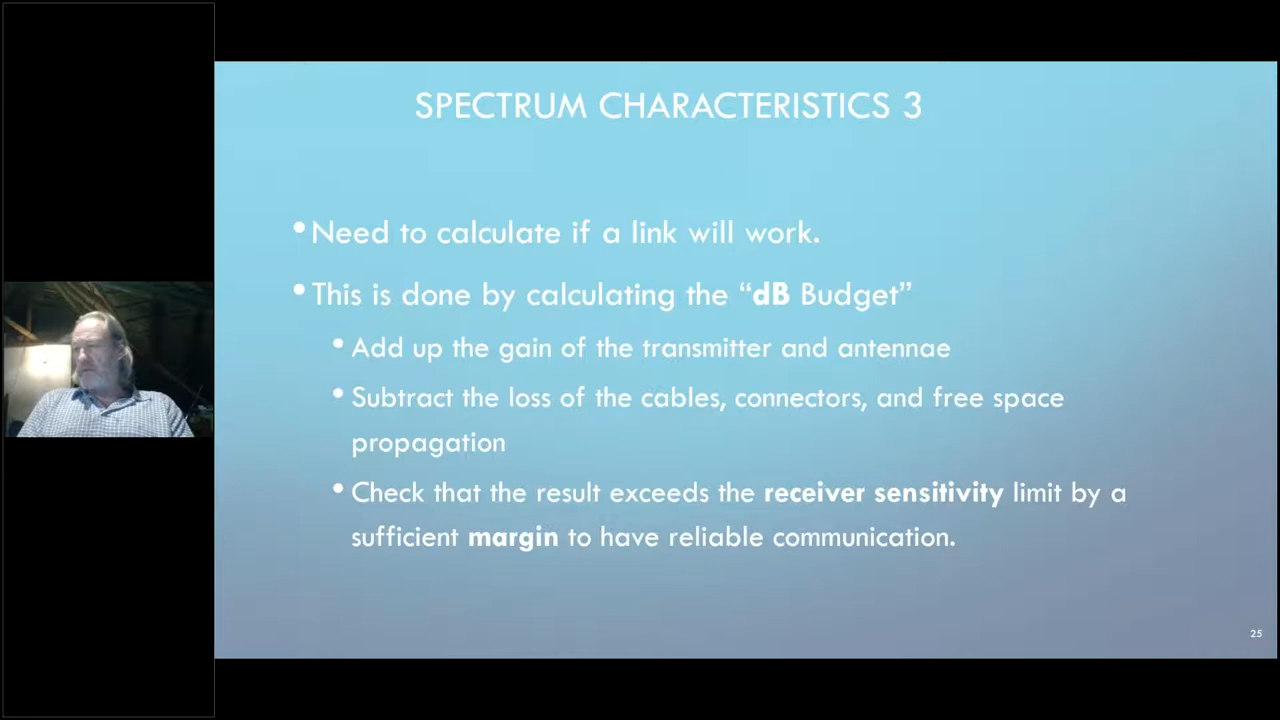 SPECTRUM CHARACTERISTICS 3
•Need to calculate if a link will work.
•This is done by calculating the “dB Budget”
•Add up the gain of the transmitter and antennae
•Subtract the loss of the cables, connectors, and free space
propagation
•Check that the result exceeds the receiver sensitivity limit by a
sufficient margin to have reliable communication.
25